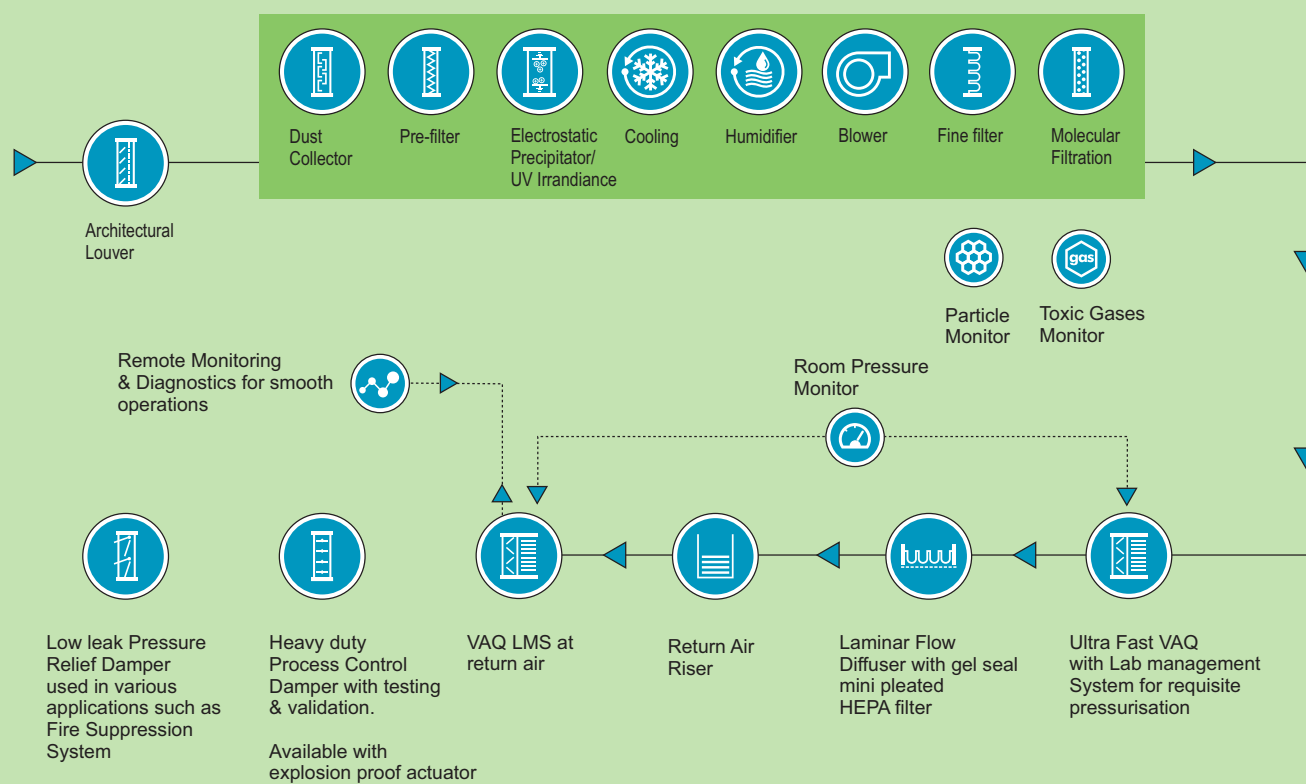 Dust
Collector
Pre-filter
Electrostatic
Precipitator/
UV Irrandiance
Cooling
Humidifier
Blower
Fine filter
Molecular
Filtration
Architectural
Louver
gas
Particle
Monitor
Toxic Gases
Monitor
Remote Monitoring
& Diagnostics for smooth
operations
Room Pressure
Monitor
Low leak Pressure
Relief Damper
used in various
applications such as
Fire Suppression
System
Heavy duty
Process Control
Damper with testing
& validation.
Available with
explosion proof actuator
VAQ LMS at
return air
Return Air
Riser
Laminar Flow
Diffuser with gel seal
mini pleated
HEPA filter
Ultra Fast VAQ
with Lab management
System for requisite
pressurisation